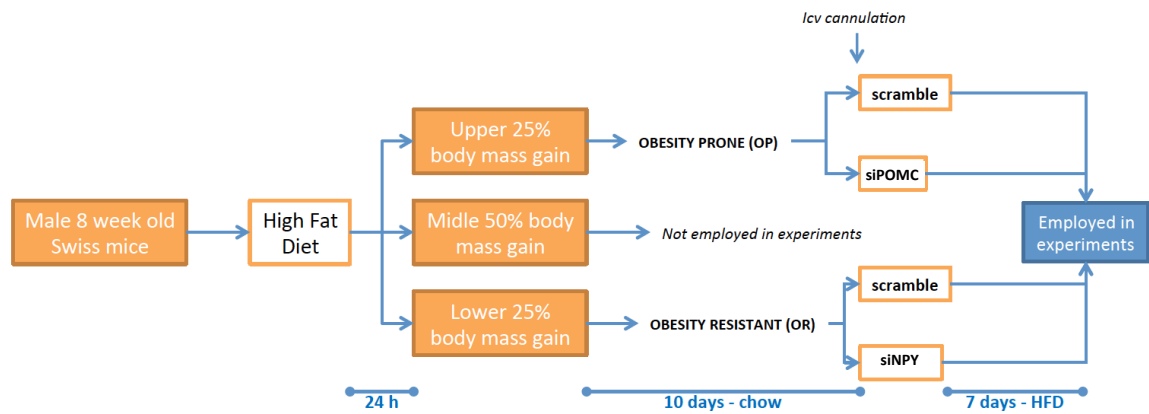 Icv cannulation
scramble
Upper 25%
body mass gain
OBESITY PRONE (OP)
siPOMC
Male 8 week old
Swiss mice
High Fat
Diet
Midle 50% body
mass gain
Not employed in experiments
Employed in
experiments
scramble
Lower 25%
body mass gain
OBESITY RESISTANT (OR)
siNPY
24 h
10 days - chow
7 days - HFD